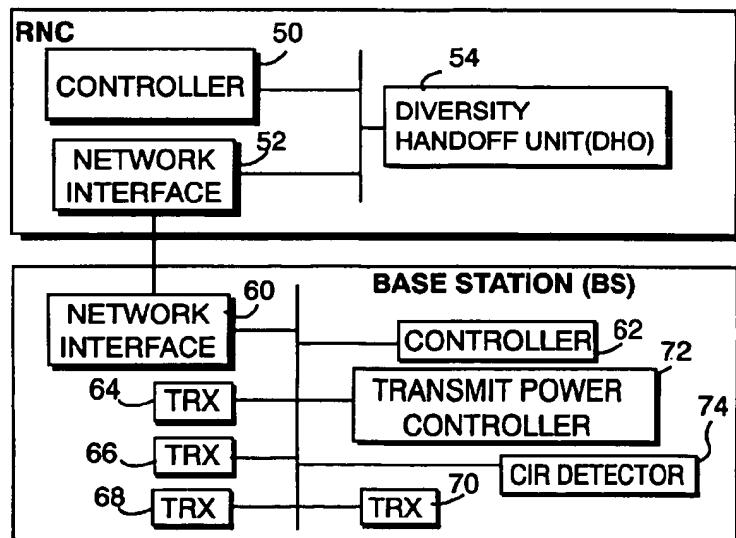 RNC
50
CONTROLLER
54
DIVERSITY
HANDOFF UNIT(DHO)
52
NETWORK
INTERFACE
BASE STATION (BS)
60
NETWORK
INTERFACE
CONTROLLER
62
72
64
TRX
TRANSMIT POWER
CONTROLLER
74
66
TRX
CIR DETECTOR
68
TRX
TRX
70